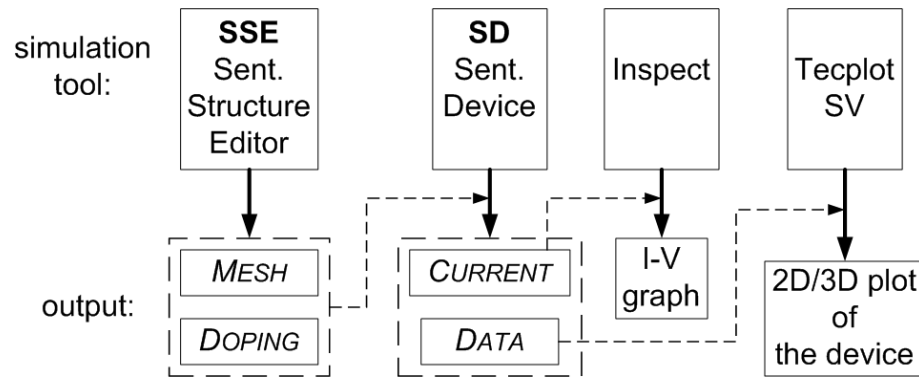 simulation
tool:
SSE
Sent.
Structure
Editor
SD
Sent.
Device
Inspect
Tecplot
SV
output:
MESH
DOPING
CURRENT
DATA
I-V
graph
2D/3D plot
of
the device